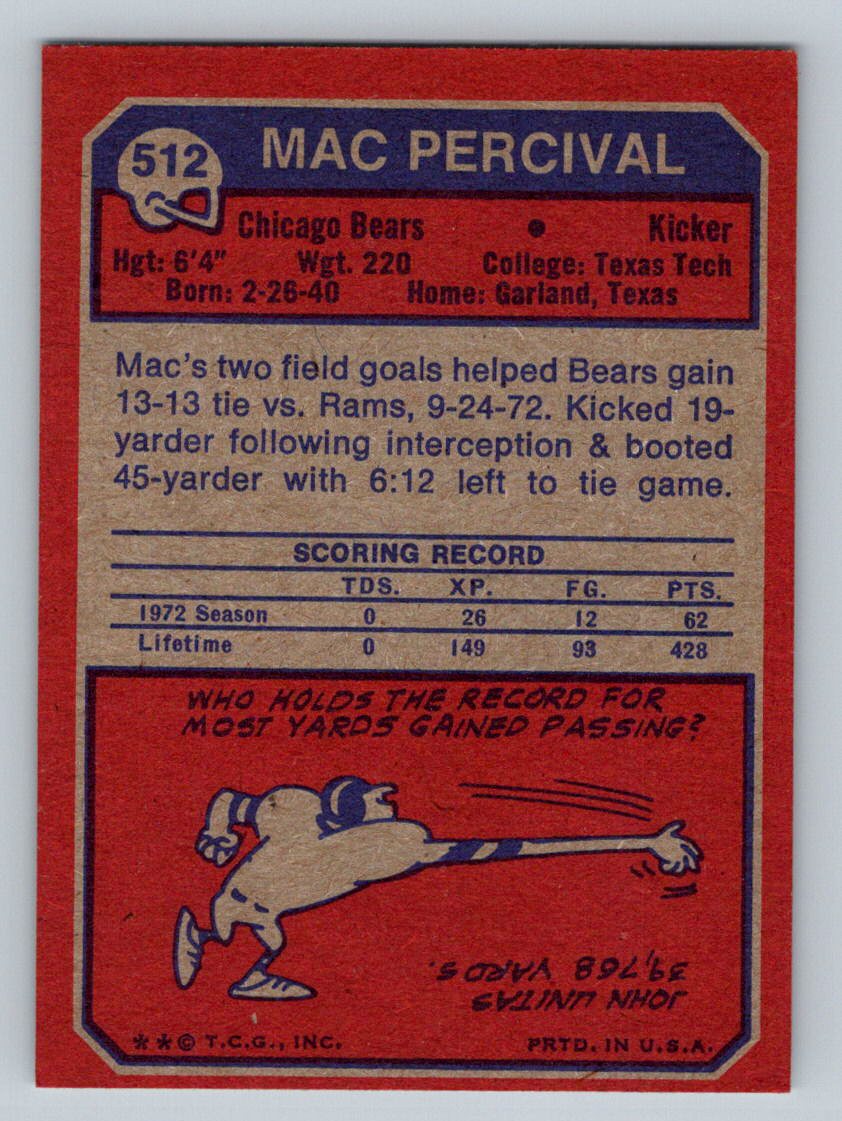 512
MAC PERCIVAL
Chicago Bears • Kicker
Hgt: 6'4" Wgt. 220 College: Texas Tech
Born: 2-26-40 Home: Garland, Texas
Mac's two field goals helped Bears gain
13-13 tie vs. Rams, 9-24-72. Kicked 19-
yarder following interception & booted
45-yarder with 6:12 left to tie game.
SCORING RECORD
TDS. XP. FG. PTS.
1972 Season 0 26 12 62
Lifetime 0 149 93 428
WHO HOLDS THE RECORD FOR
MOST YARDS GAINED PASSING?
JOHN UNITAS
39,768 YARDS.
**© T.C.G., INC. PRTD. IN U.S.A.